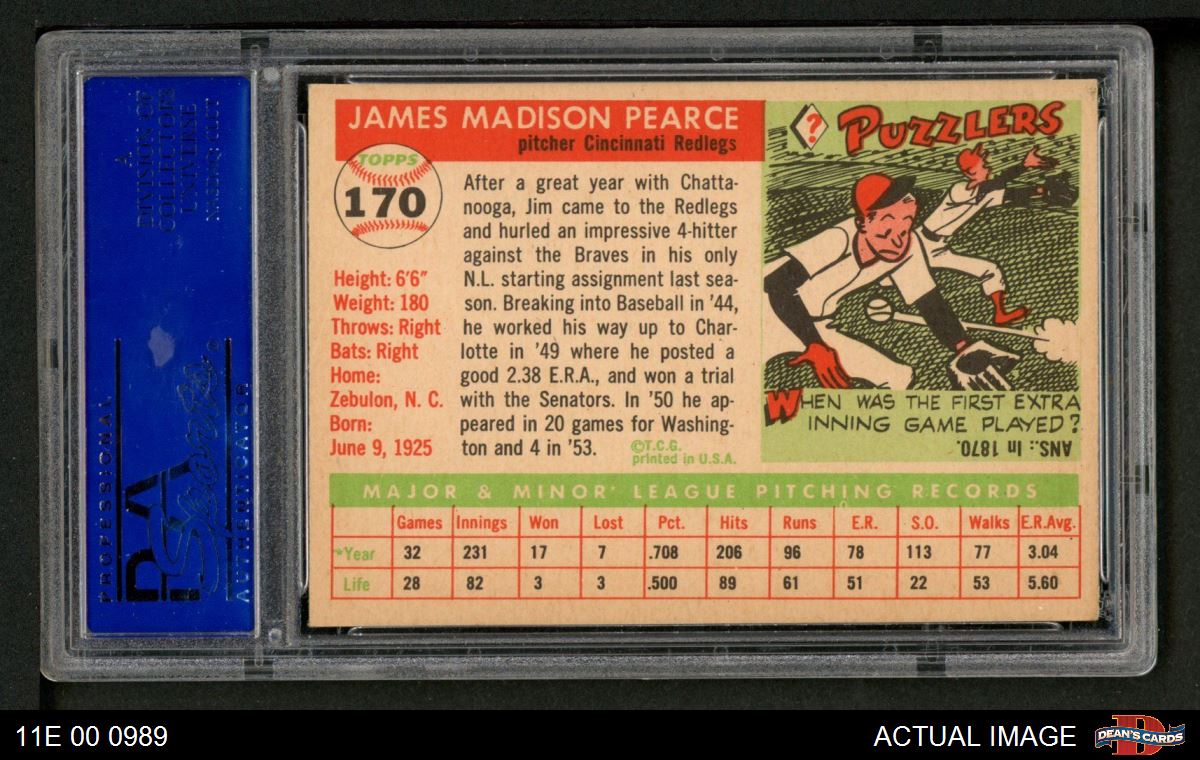 A
DIVISION OF
COLLECTORS
UNIVERSE
NASDAQ: CLCT
PROFESSIONAL
PSA
Sports
AUTHENTICATOR
JAMES MADISON PEARCE
pitcher Cincinnati Redlegs
TOPPS
170
Height: 6'6"
Weight: 180
Throws: Right
Bats: Right
Home:
Zebulon, N. C.
Born:
June 9, 1925
After a great year with Chatta-
nooga, Jim came to the Redlegs
and hurled an impressive 4-hitter
against the Braves in his only
N.L. starting assignment last sea-
son. Breaking into Baseball in '44,
he worked his way up to Char-
lotte in '49 where he posted a
good 2.38 E.R.A., and won a trial
with the Senators. In '50 he ap-
peared in 20 games for Washing-
ton and 4 in '53.
©T.C.G.
printed in U.S.A.
? PUZZLERS
WHEN WAS THE FIRST EXTRA
INNING GAME PLAYED?
ANS.: In 1870.
MAJOR & MINOR LEAGUE PITCHING RECORDS
Games Innings Won Lost Pct. Hits Runs E.R. S.O. Walks E.R.Avg.
*Year 32 231 17 7 .708 206 96 78 113 77 3.04
Life 28 82 3 3 .500 89 61 51 22 53 5.60
11E 00 0989
ACTUAL IMAGE
D
DEAN'S CARDS